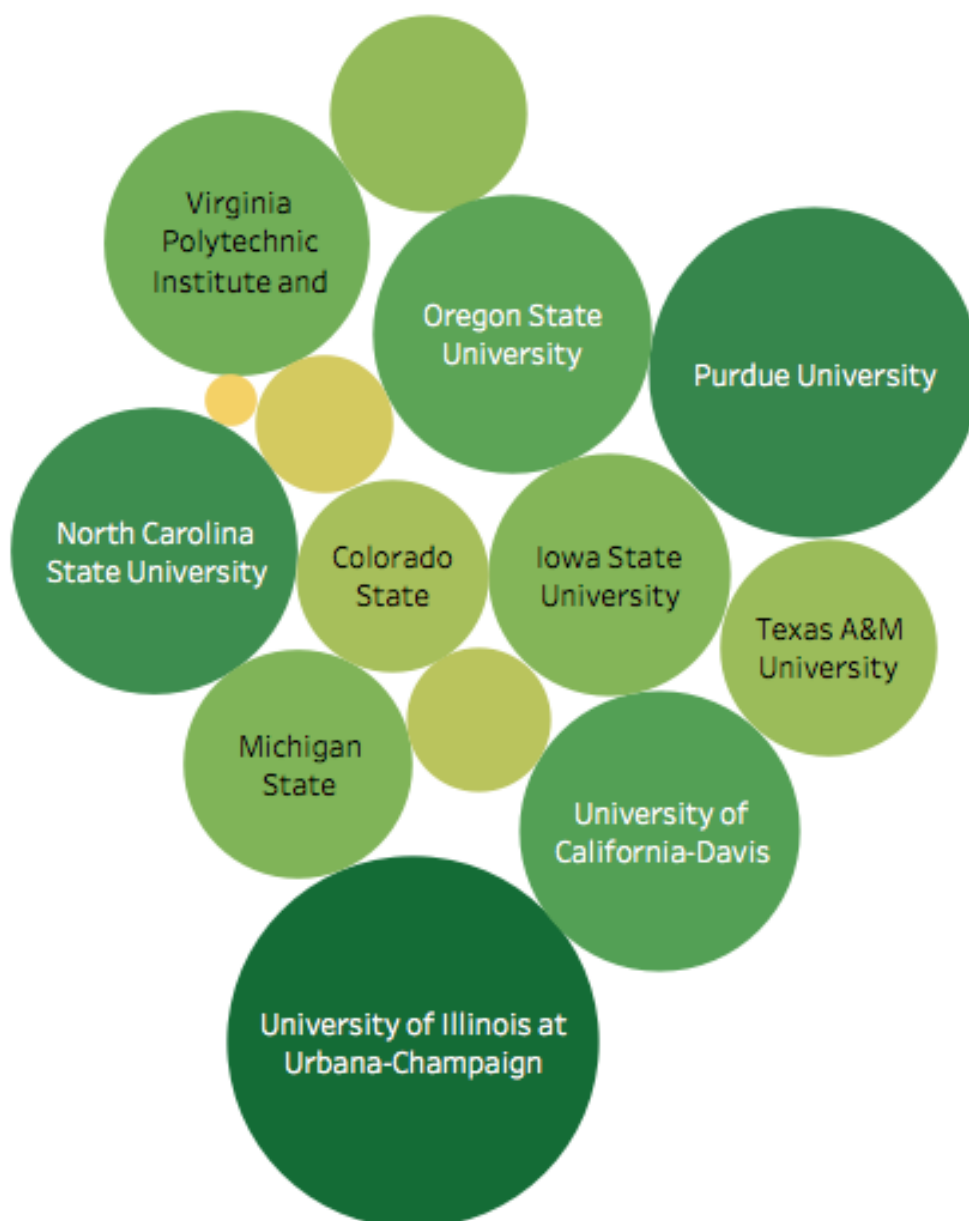 Virginia
Polytechnic
Institute and
Oregon State
University
Purdue University
North Carolina
State University
Colorado
State
Iowa State
University
Texas A&M
University
Michigan
State
University of
California-Davis
University of Illinois at
Urbana-Champaign